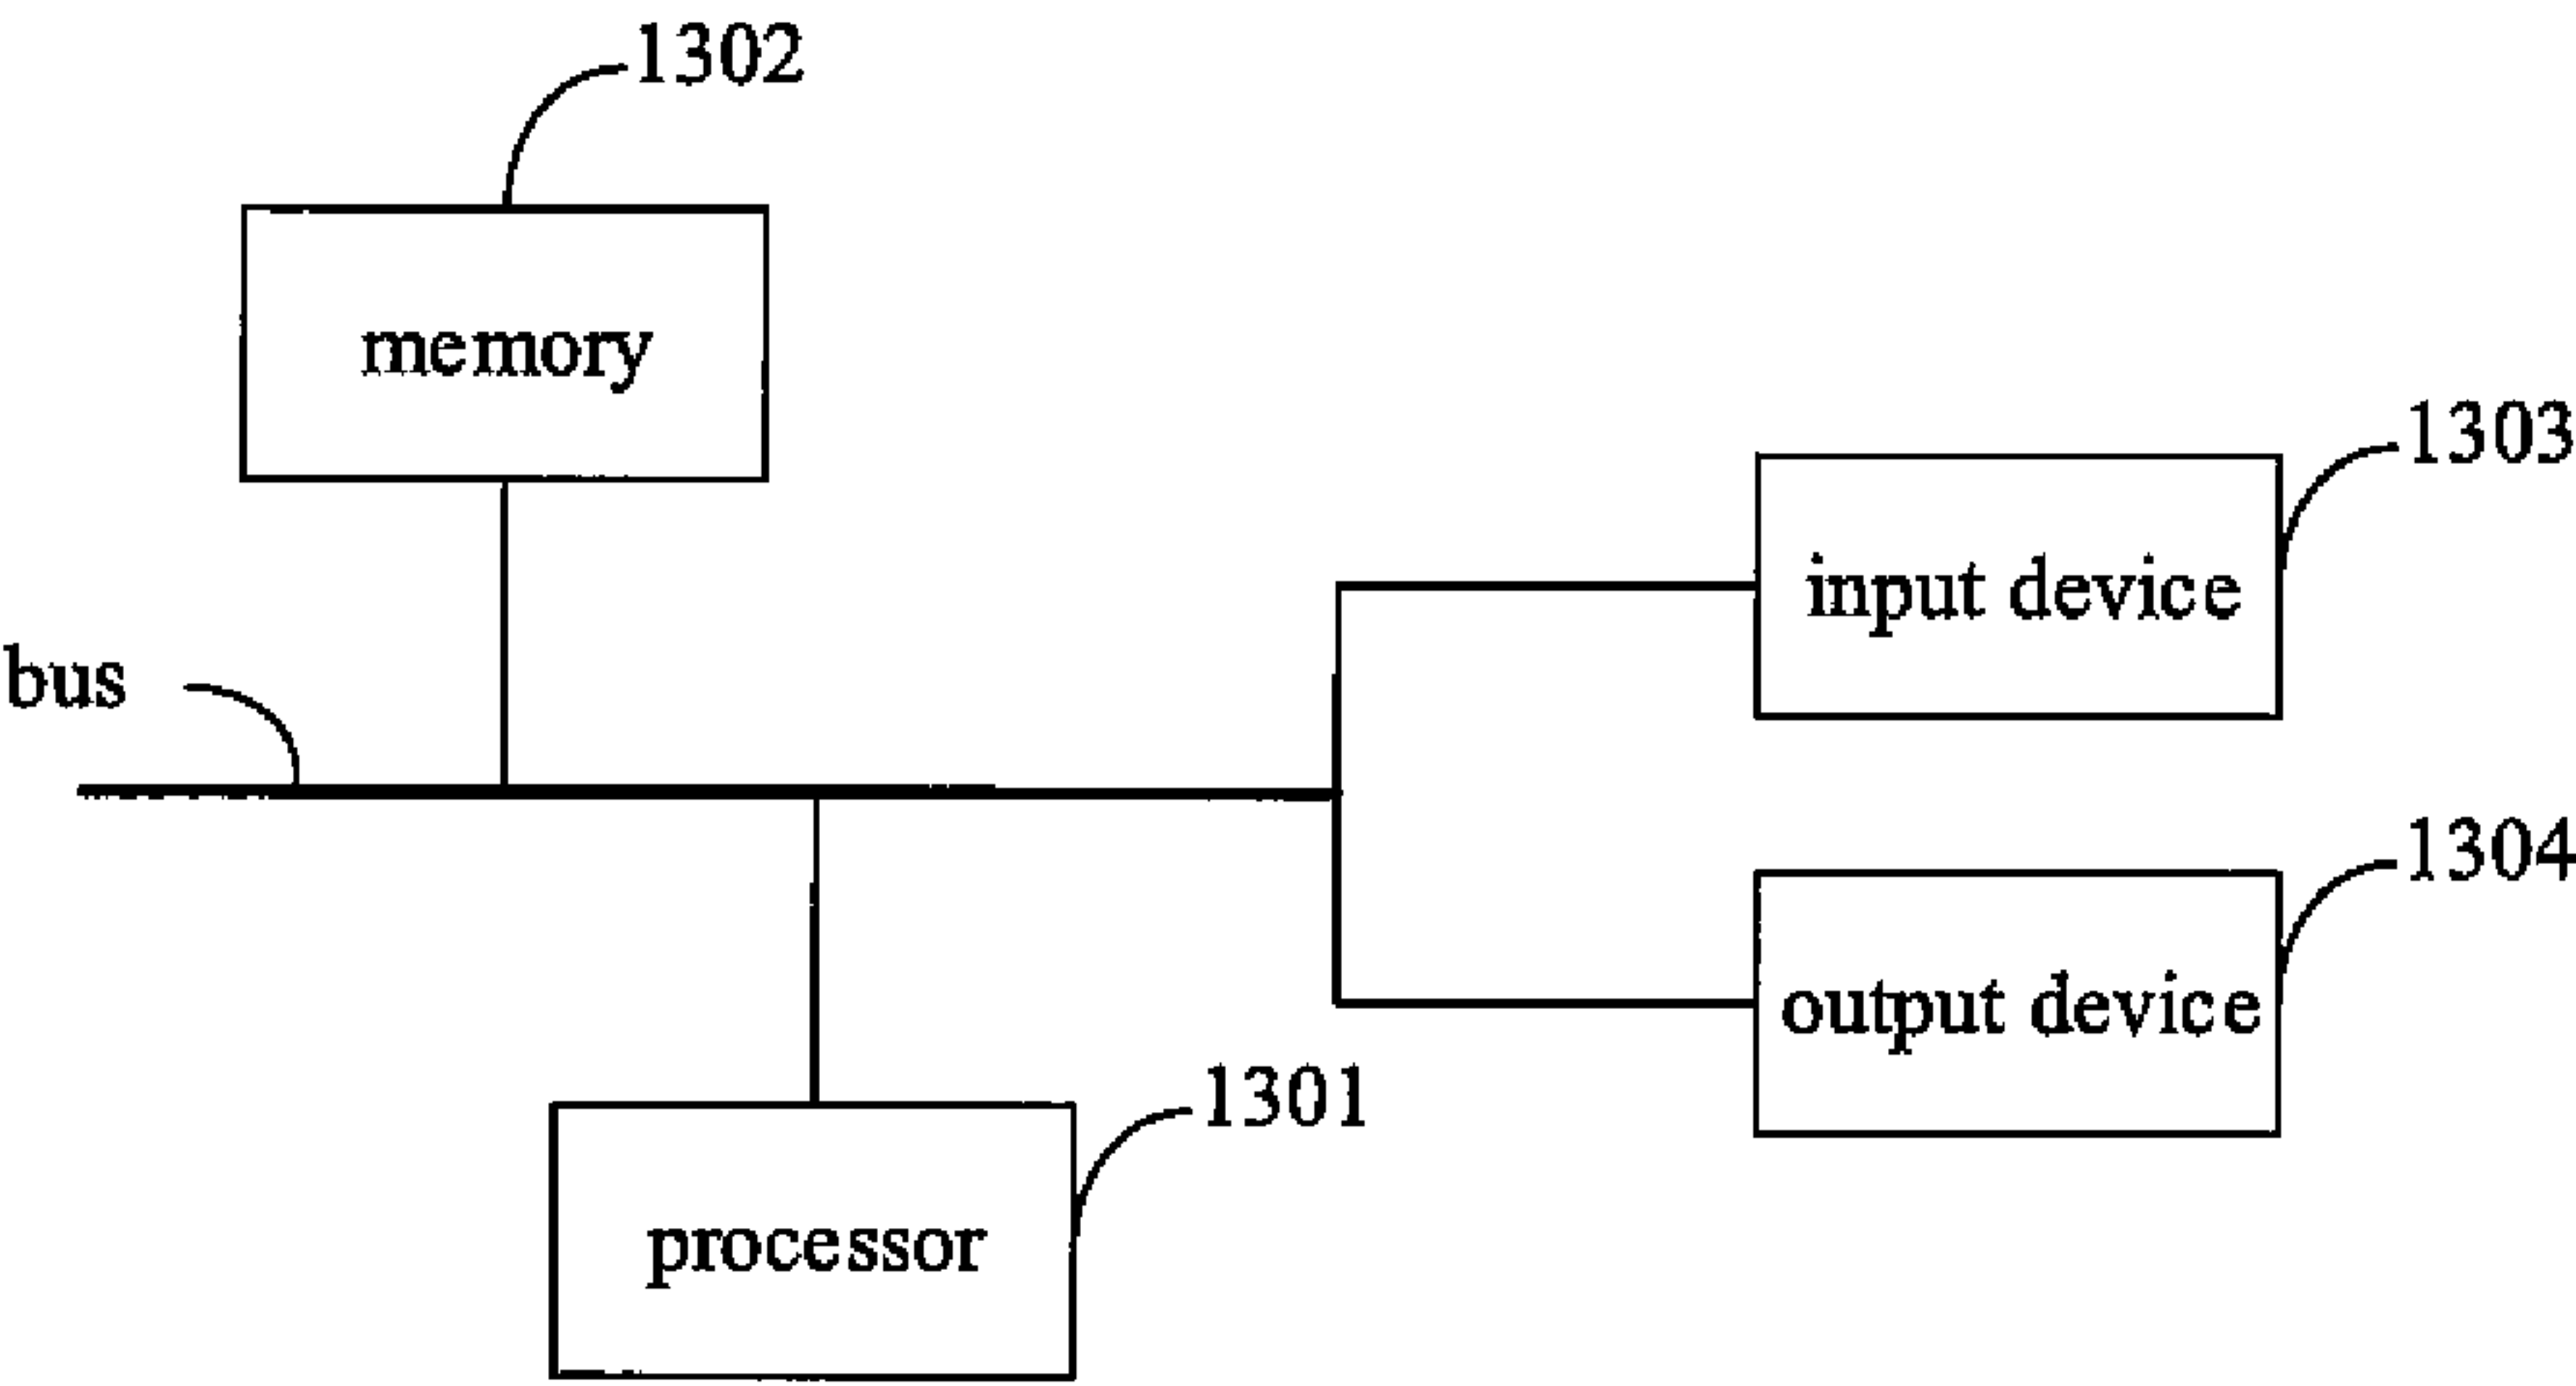 1302
memory
1303
input device
bus
1304
output device
1301
processor